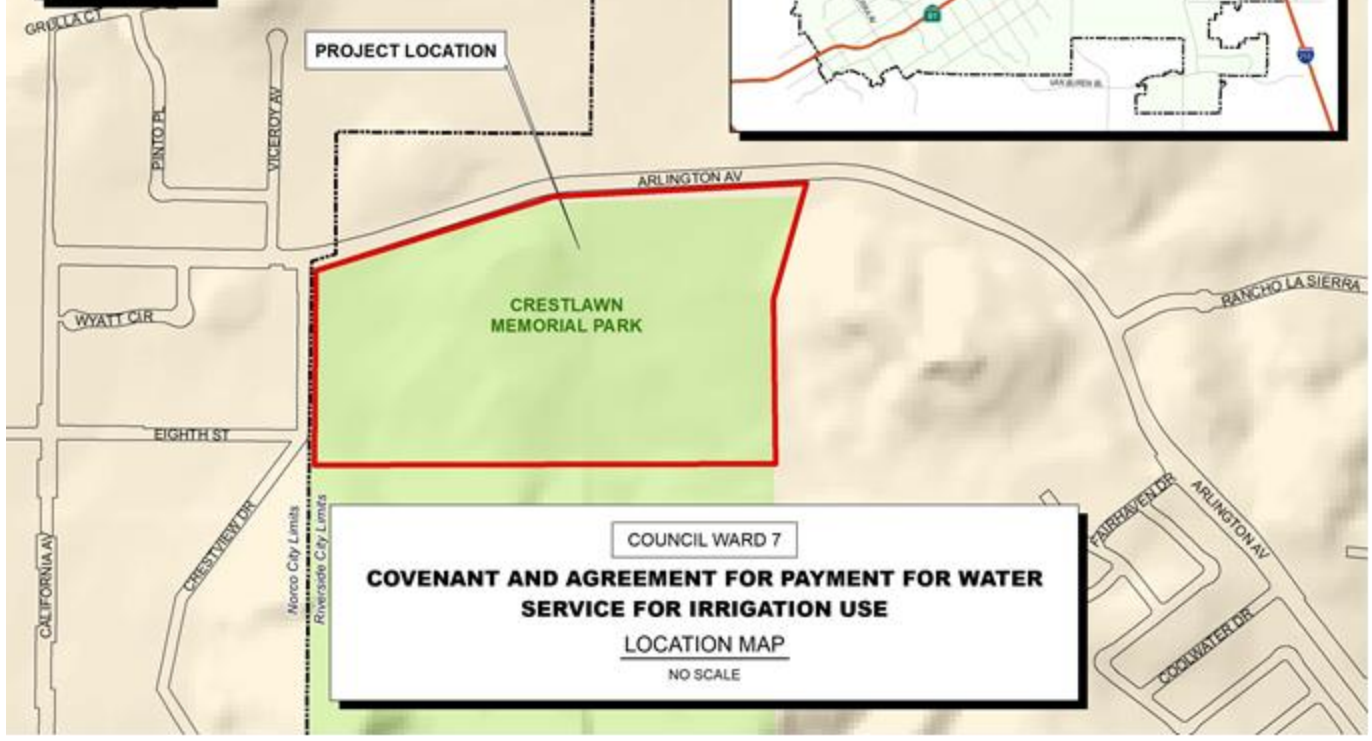 GRULLA CT
PROJECT LOCATION
91
VAN BUREN BL
PINTO PL
VICEROY AV
ARLINGTON AV
RANCHO LA SIERRA
CRESTLAWN
MEMORIAL PARK
WYATT CIR
EIGHTH ST
CALIFORNIA AV
CRESTVIEW DR
Norco City Limits
Riverside City Limits
FAIRHAVEN DR
ARLINGTON AV
COOLWATER DR
COUNCIL WARD 7
COVENANT AND AGREEMENT FOR PAYMENT FOR WATER
SERVICE FOR IRRIGATION USE
LOCATION MAP
NO SCALE